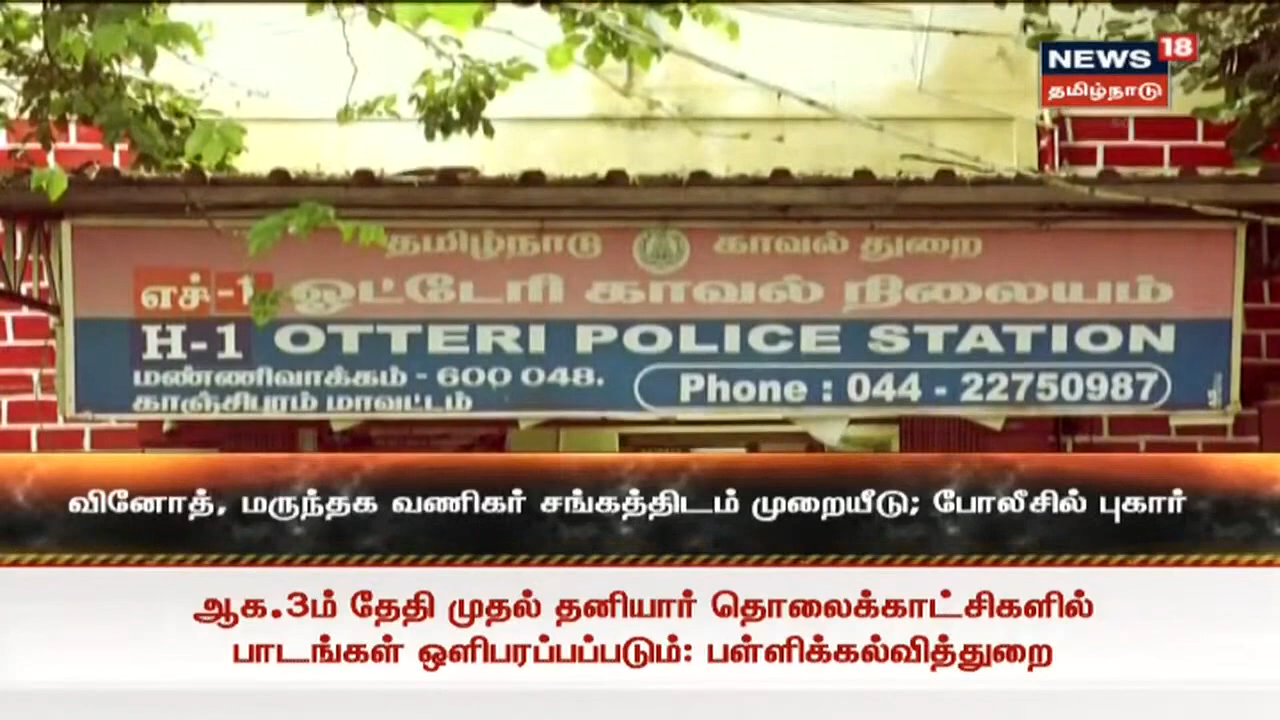 NEWS 18
தமிழ்நாடு
தமிழ்நாடு காவல் துறை
எச்-1 ஓட்டேரி காவல் நிலையம்
H-1 OTTERI POLICE STATION
மண்ணிவாக்கம் - 600 048.
காஞ்சிபுரம் மாவட்டம்
Phone : 044 - 22750987
வினோத், மருந்தக வணிகர் சங்கத்திடம் முறையீடு; போலீசில் புகார்
ஆக.3ம் தேதி முதல் தனியார் தொலைக்காட்சிகளில்
பாடங்கள் ஒளிபரப்பப்படும்: பள்ளிக்கல்வித்துறை